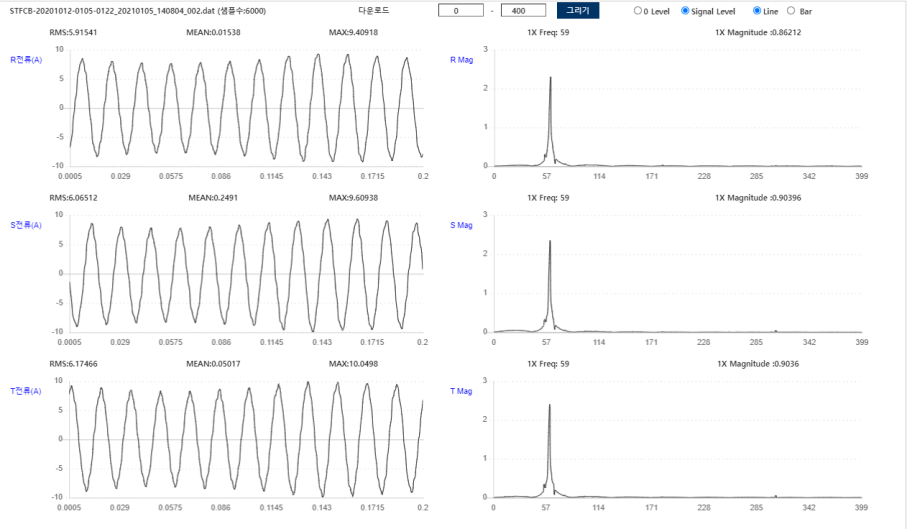 STFCB-20201012-0105-0122_20210105_140804_002.dat (샘플수:6000) 다운로드 0 - 400 그리기 0 Level Signal Level Line Bar
RMS:5.91541 MEAN:0.01538 MAX:9.40918 1X Freq: 59 1X Magnitude :0.86212
R전류(A)
10
5
0
-5
-10
0.0005 0.029 0.0575 0.086 0.1145 0.143 0.1715 0.2
R Mag
3
2
1
0
0 57 114 171 228 285 342 399
RMS:6.06512 MEAN:0.2491 MAX:9.60938 1X Freq: 59 1X Magnitude :0.90396
S전류(A)
10
5
0
-5
-10
0.0005 0.029 0.0575 0.086 0.1145 0.143 0.1715 0.2
S Mag
3
2
1
0
0 57 114 171 228 285 342 399
RMS:6.17466 MEAN:0.05017 MAX:10.0498 1X Freq: 59 1X Magnitude :0.9036
T전류(A)
10
5
0
-5
-10
0.0005 0.029 0.0575 0.086 0.1145 0.143 0.1715 0.2
T Mag
3
2
1
0
0 57 114 171 228 285 342 399